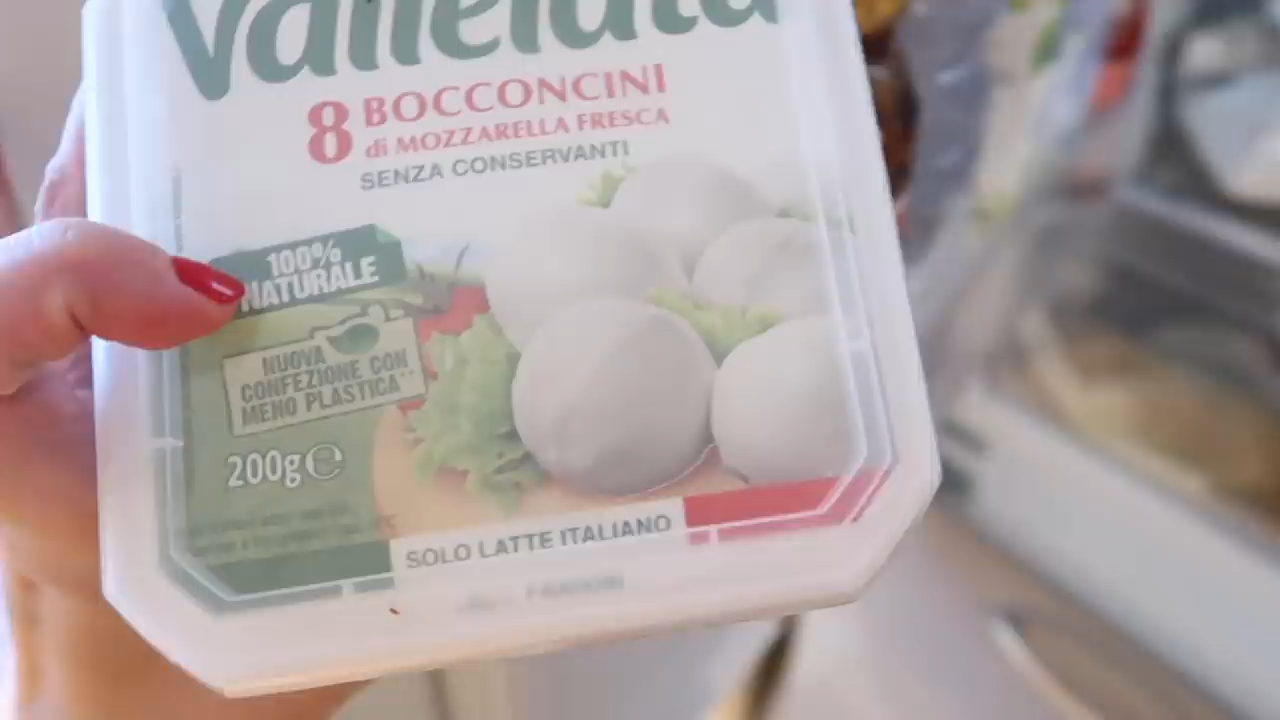 Vallelata
8 BOCCONCINI
di MOZZARELLA FRESCA
SENZA CONSERVANTI
100%
NATURALE
NUOVA
CONFEZIONE CON
MENO PLASTICA**
200g℮
SOLO LATTE ITALIANO